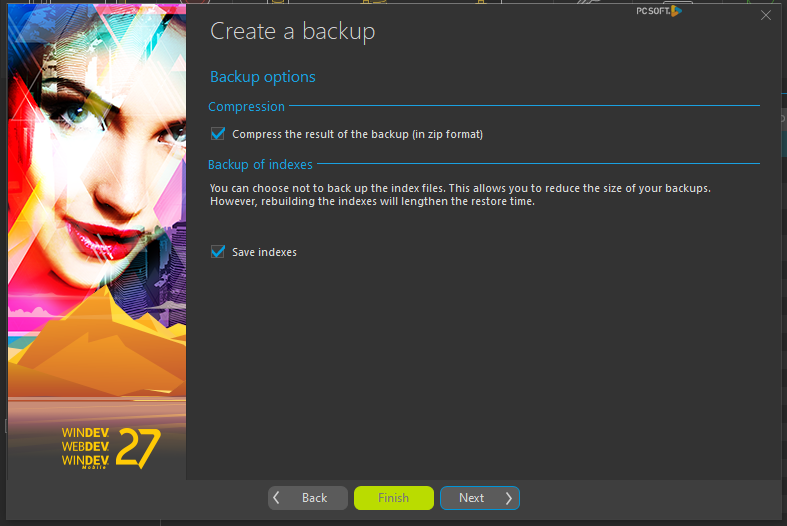 PC SOFT
Create a backup
Backup options
Compression
Compress the result of the backup (in zip format)
Backup of indexes
You can choose not to back up the index files. This allows you to reduce the size of your backups.
However, rebuilding the indexes will lengthen the restore time.
Save indexes
WINDEV
WEBDEV 27
WINDEV
Mobile
Back Finish Next